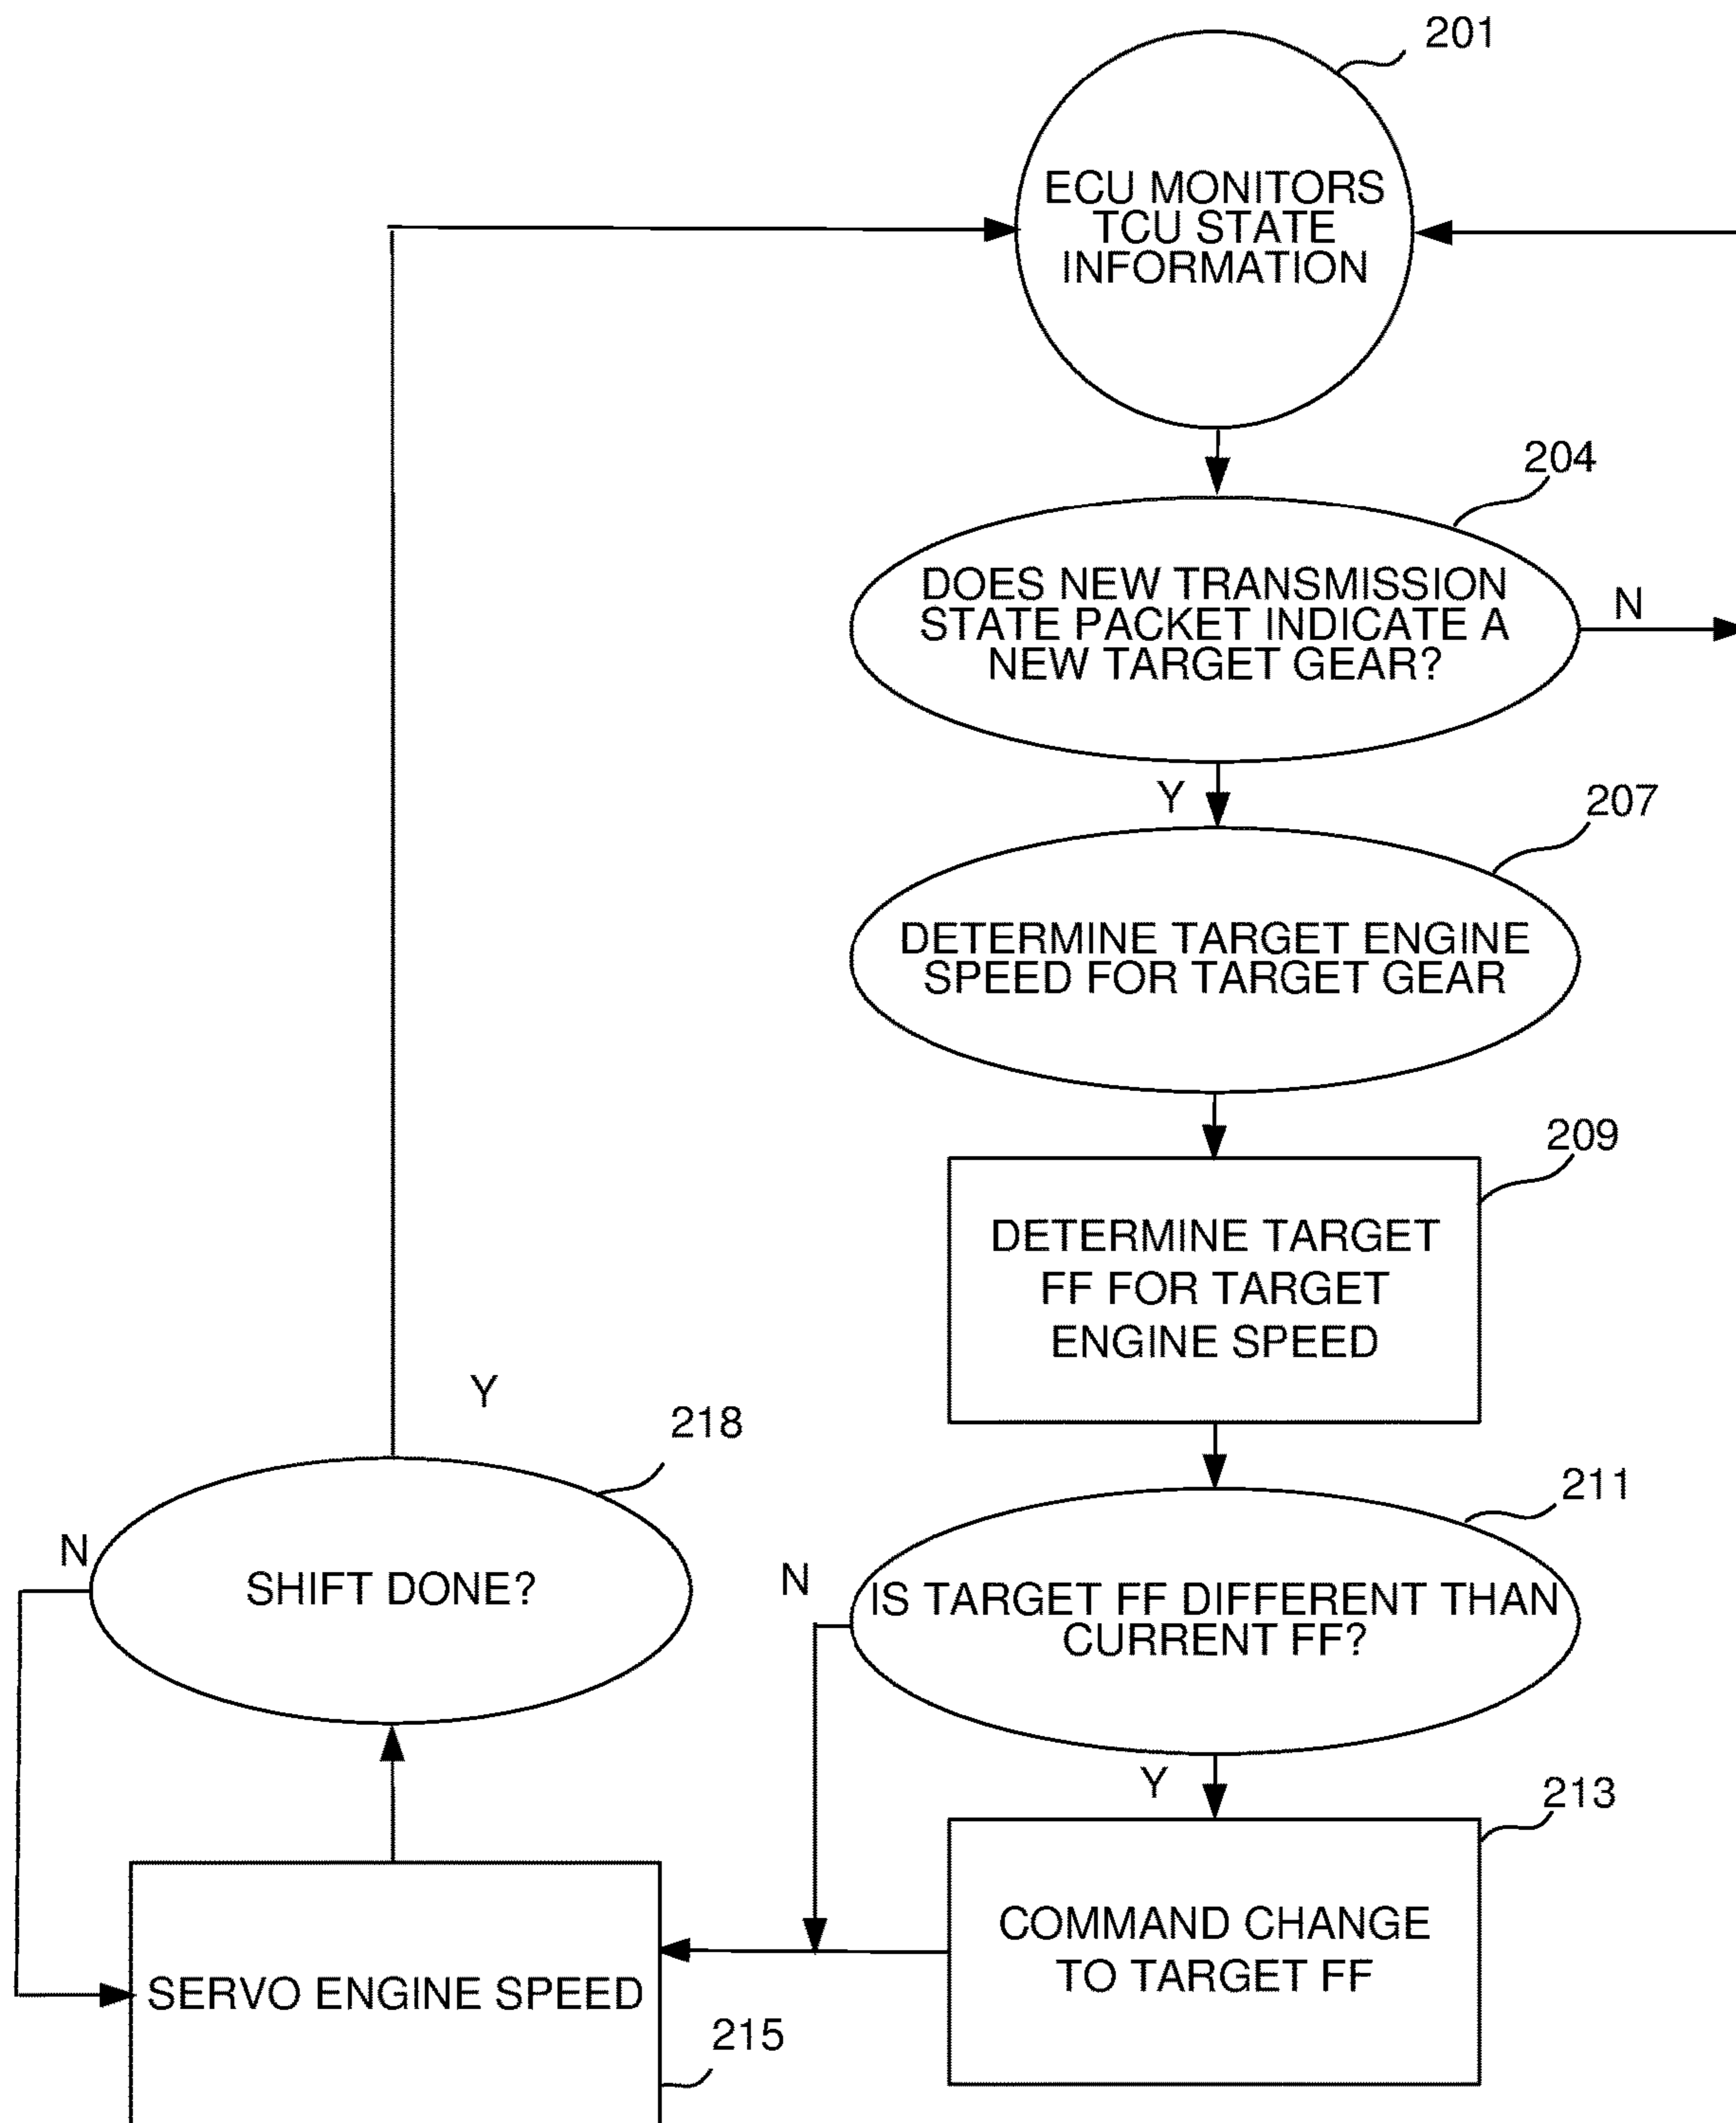 201
ECU MONITORS
TCU STATE
INFORMATION
204
DOES NEW TRANSMISSION
STATE PACKET INDICATE A
NEW TARGET GEAR?
N
Y
207
DETERMINE TARGET ENGINE
SPEED FOR TARGET GEAR
209
DETERMINE TARGET
FF FOR TARGET
ENGINE SPEED
211
IS TARGET FF DIFFERENT THAN
CURRENT FF?
N
Y
213
COMMAND CHANGE
TO TARGET FF
SERVO ENGINE SPEED
215
218
SHIFT DONE?
N
Y